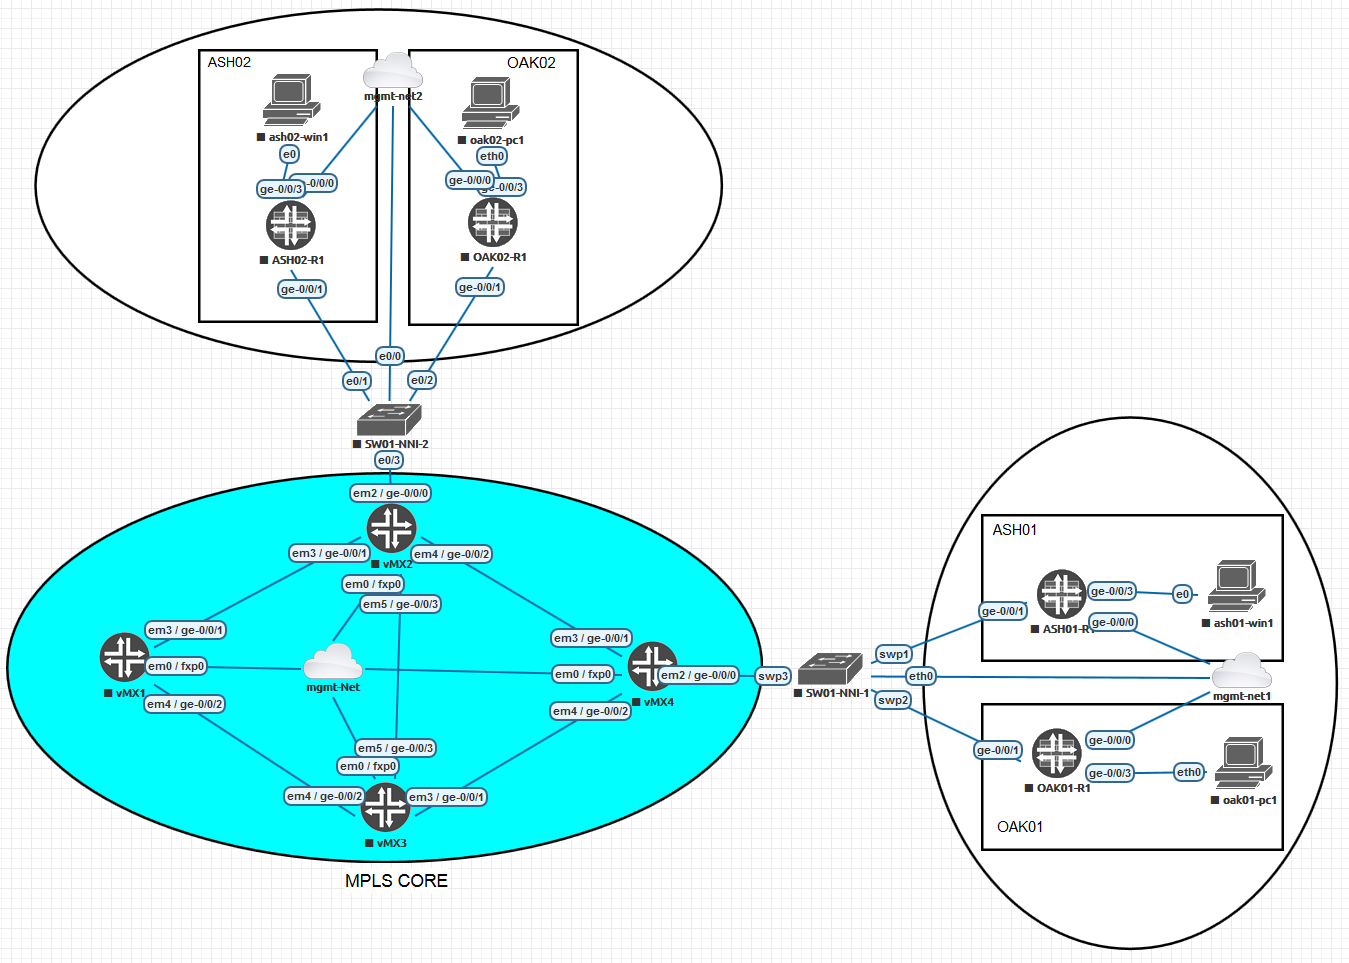 ASH02
OAK02
mgmt-net2
ash02-win1
oak02-pc1
e0
eth0
ge-0/0/3
-0/0/0
ge-0/0/0
ge-0/0/3
ASH02-R1
OAK02-R1
ge-0/0/1
ge-0/0/1
e0/0
e0/1
e0/2
SW01-NNI-2
e0/3
em2 / ge-0/0/0
em3 / ge-0/0/1
em4 / ge-0/0/2
vMX2
em0 / fxp0
em5 / ge-0/0/3
em3 / ge-0/0/1
em0 / fxp0
vMX1
em4 / ge-0/0/2
mgmt-Net
em3 / ge-0/0/1
em0 / fxp0
em2 / ge-0/0/0
vMX4
em4 / ge-0/0/2
em5 / ge-0/0/3
em0 / fxp0
em4 / ge-0/0/2
em3 / ge-0/0/1
vMX3
MPLS CORE
swp3
SW01-NNI-1
swp1
eth0
swp2
ASH01
ge-0/0/1
ge-0/0/3
e0
ge-0/0/0
ASH01-R1
ash01-win1
mgmt-net1
ge-0/0/1
ge-0/0/0
ge-0/0/3
eth0
OAK01-R1
oak01-pc1
OAK01